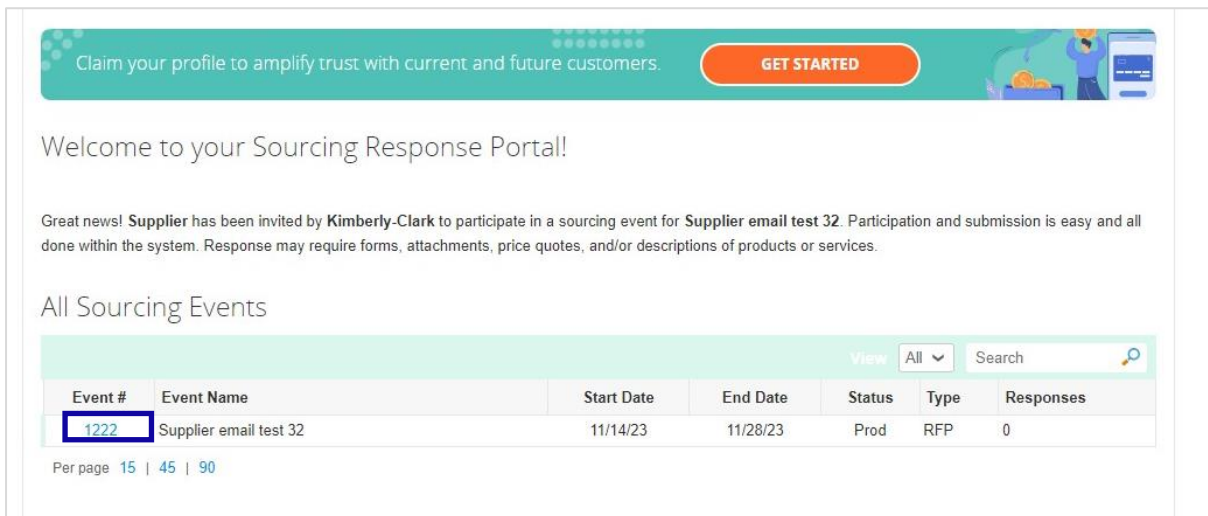 Claim your profile to amplify trust with current and future customers. GET STARTED
Welcome to your Sourcing Response Portal!
Great news! Supplier has been invited by Kimberly-Clark to participate in a sourcing event for Supplier email test 32. Participation and submission is easy and all
done within the system. Response may require forms, attachments, price quotes, and/or descriptions of products or services.
All Sourcing Events
View All Search
Event # Event Name Start Date End Date Status Type Responses
1222 Supplier email test 32 11/14/23 11/28/23 Prod RFP 0
Per page 15 | 45 | 90